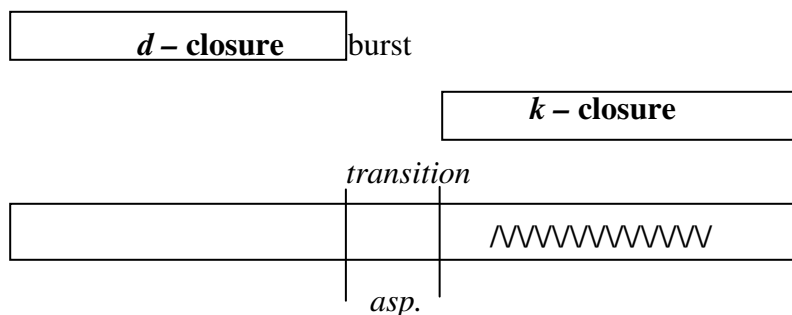 d – closure burst
k – closure
transition
asp.